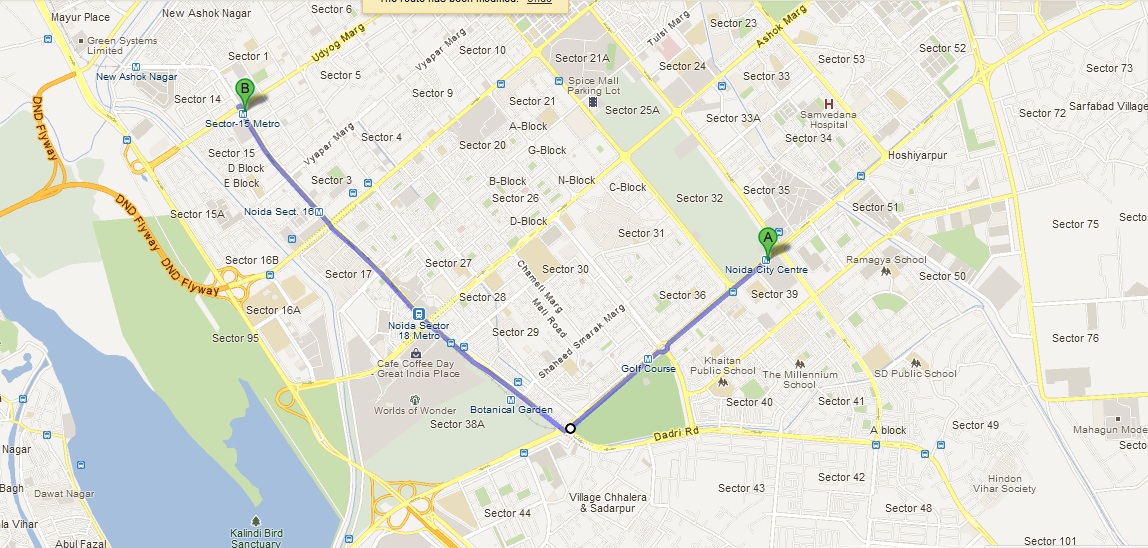 The route has been modified. Undo
Mayur Place
New Ashok Nagar
Sector 6
Sector 23
Ashok Marg
Tulsi Marg
Green Systems
Limited
Sector 1
Udyog Marg
Vyapar Marg
Sector 10
Sector 21A
Sector 24
Sector 33
Sector 53
Sector 52
Sector 73
New Ashok Nagar
B
Sector 5
Spice Mall
Parking Lot
H
Samvedana
Hospital
Sector 14
Sector 9
Sector 21
Sector 25A
Sector 33A
Sector 72
Sarfabad Village
DND Flyway
Sector-15 Metro
Vyapar Marg
Sector 4
A-Block
Sector 34
Sector 15
D Block
E Block
Sector 20
G-Block
Hoshiyarpur
Sector 3
B-Block
N-Block
C-Block
Sector 35
Sector 26
Sector 32
Sector 51
Sector 15A
Noida Sect. 16
D-Block
Sector 31
A
Sector 75
DND Flyway
DND Flyway
Sector 16B
Sector 17
Sector 27
Sector 30
Noida City Centre
Ramagya School
Sector 50
Chameli Marg
Mall Road
Sector 28
Sector 36
Sector 39
Sector 16A
Noida Sector
18 Metro
Sector 29
Shaheed Smarak Marg
Sector 95
Sector 76
Cafe Coffee Day
- Great India Place
Golf Course
Khaitan
Public School
The Millennium
School
SD Public School
Worlds of Wonder
Botanical Garden
Sector 40
Sector 41
Sector 38A
Dadri Rd
A block
Sector 49
Mahagun Mode
Secto
Nagar
Sector 43
Sector 42
Hindon
Vihar Society
Bagh
Dawat Nagar
Village Chhalera
& Sadarpur
Sector 44
Sector 48
la Vihar
Kalindi Bird
Sanctuary
Abul Fazal
Sector 101